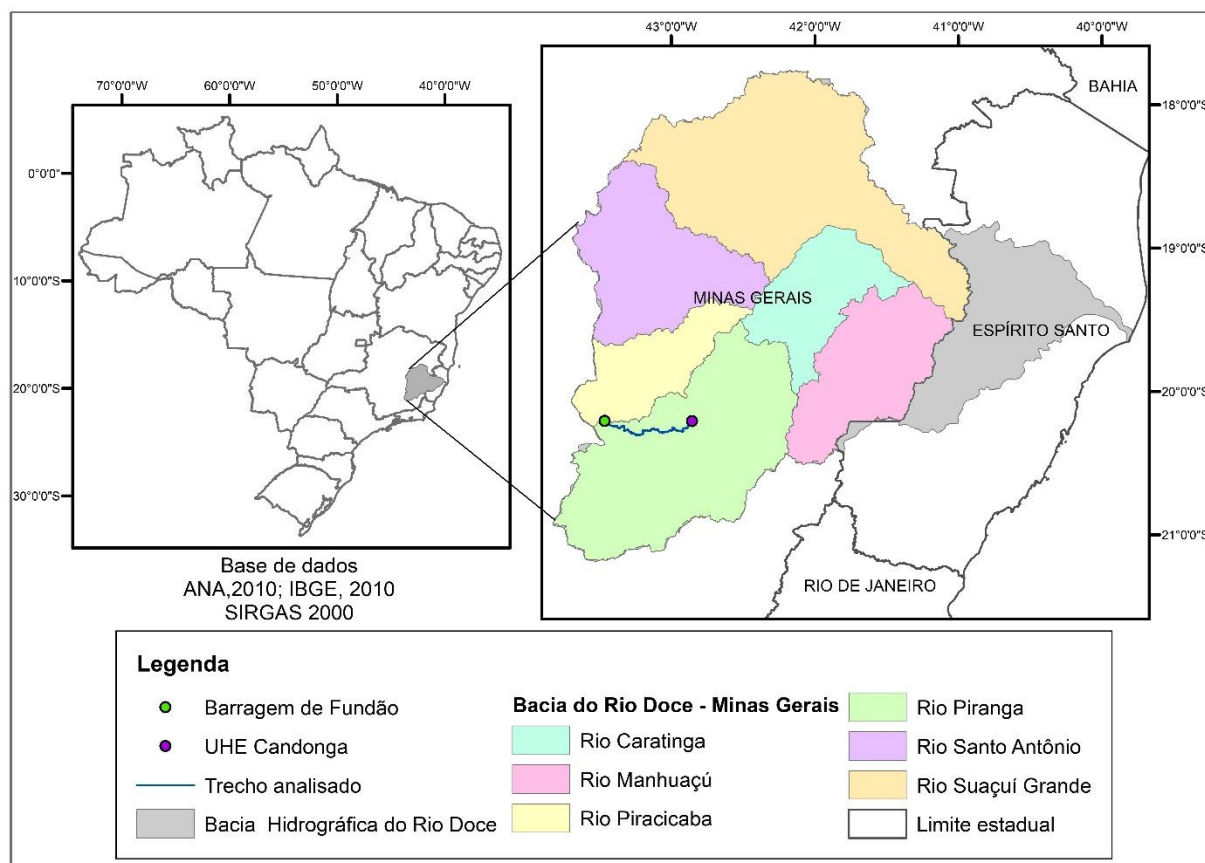 70°0'0"W 60°0'0"W 50°0'0"W 40°0'0"W
0°0'0"
10°0'0"S
20°0'0"S
30°0'0"S
Base de dados
ANA,2010; IBGE, 2010
SIRGAS 2000
43°0'0"W 42°0'0"W 41°0'0"W 40°0'0"W
BAHIA
18°0'0"S
19°0'0"S
MINAS GERAIS
ESPÍRITO SANTO
20°0'0"S
21°0'0"S
RIO DE JANEIRO
Legenda
Barragem de Fundão
UHE Candonga
Trecho analisado
Bacia Hidrográfica do Rio Doce
Bacia do Rio Doce - Minas Gerais
Rio Caratinga
Rio Manhuaçú
Rio Piracicaba
Rio Piranga
Rio Santo Antônio
Rio Suaçuí Grande
Limite estadual